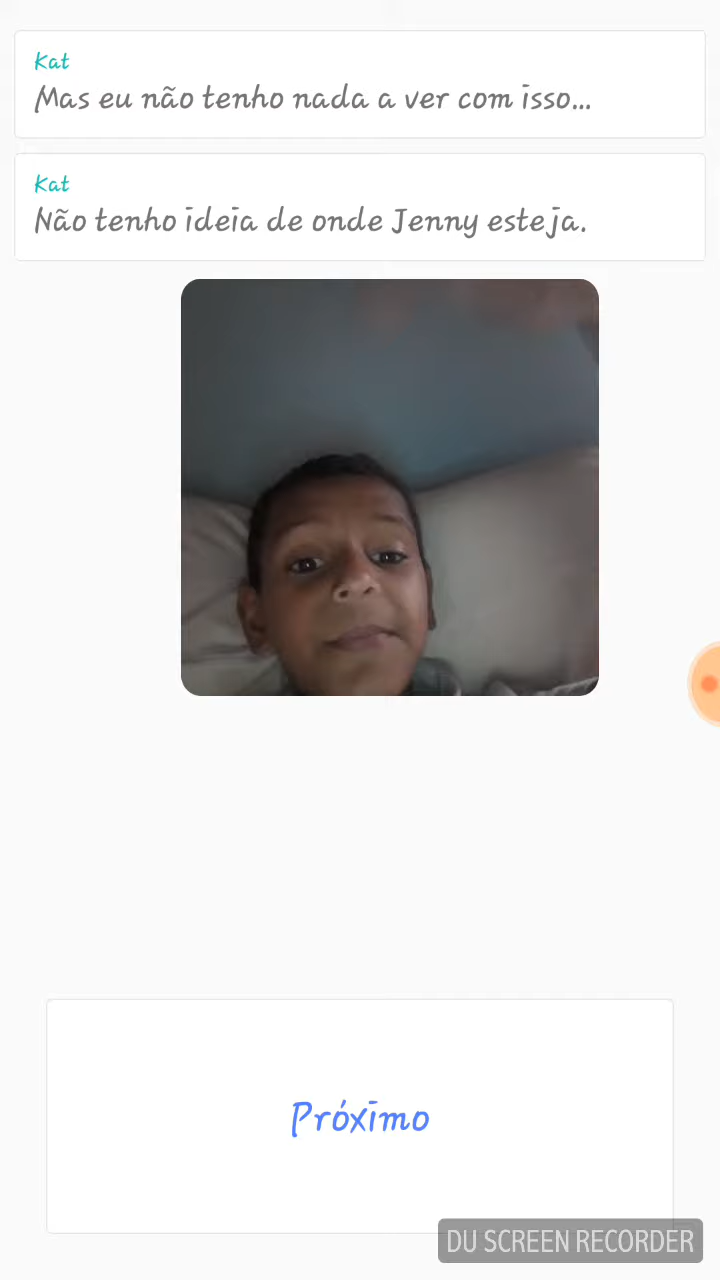 Kat
Mas eu não tenho nada a ver com isso...
Kat
Não tenho ideia de onde Jenny esteja.
Próximo
DU SCREEN RECORDER